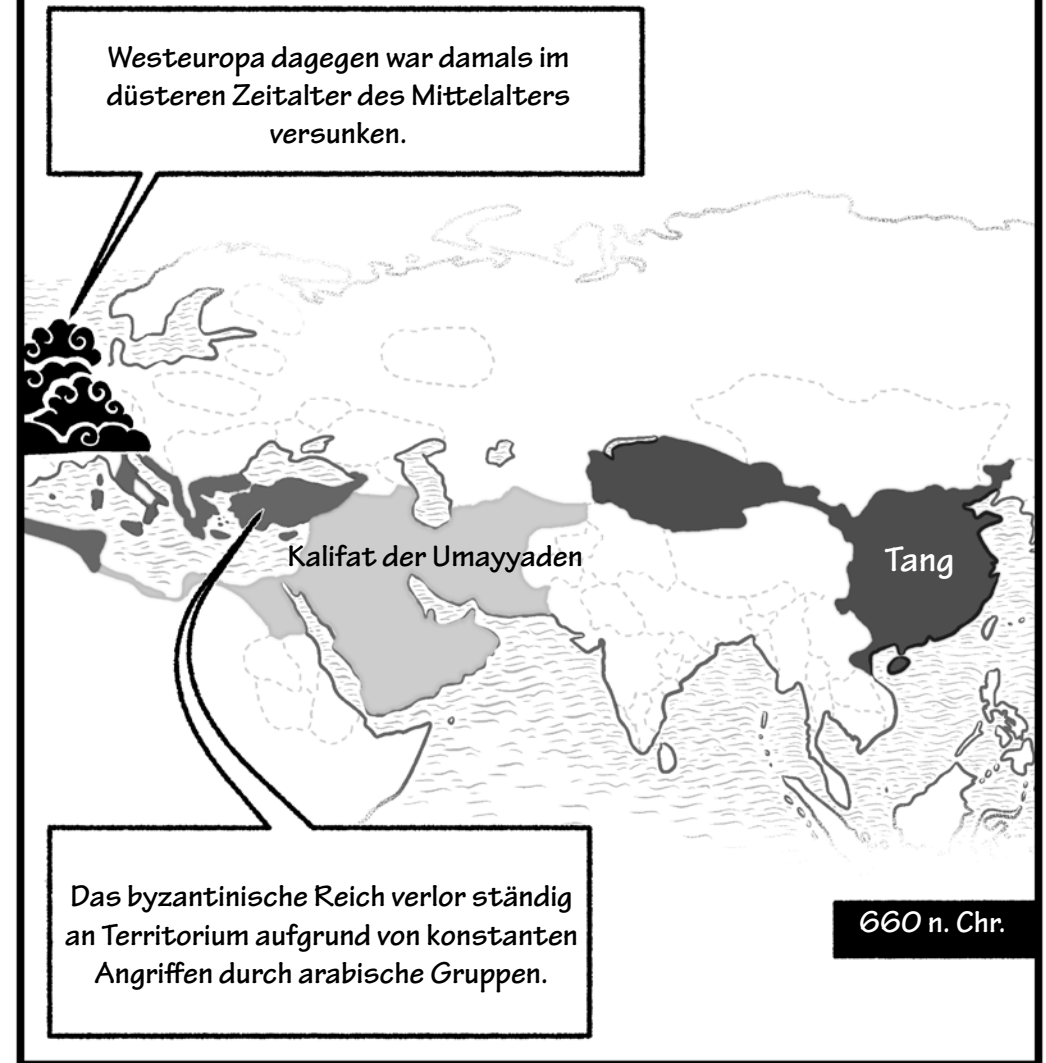 Westeuropa dagegen war damals im
düsteren Zeitalter des Mittelalters
versunken.
Kalifat der Umayyaden
Tang
Das byzantinische Reich verlor ständig
an Territorium aufgrund von konstanten
Angriffen durch arabische Gruppen.
660 n. Chr.